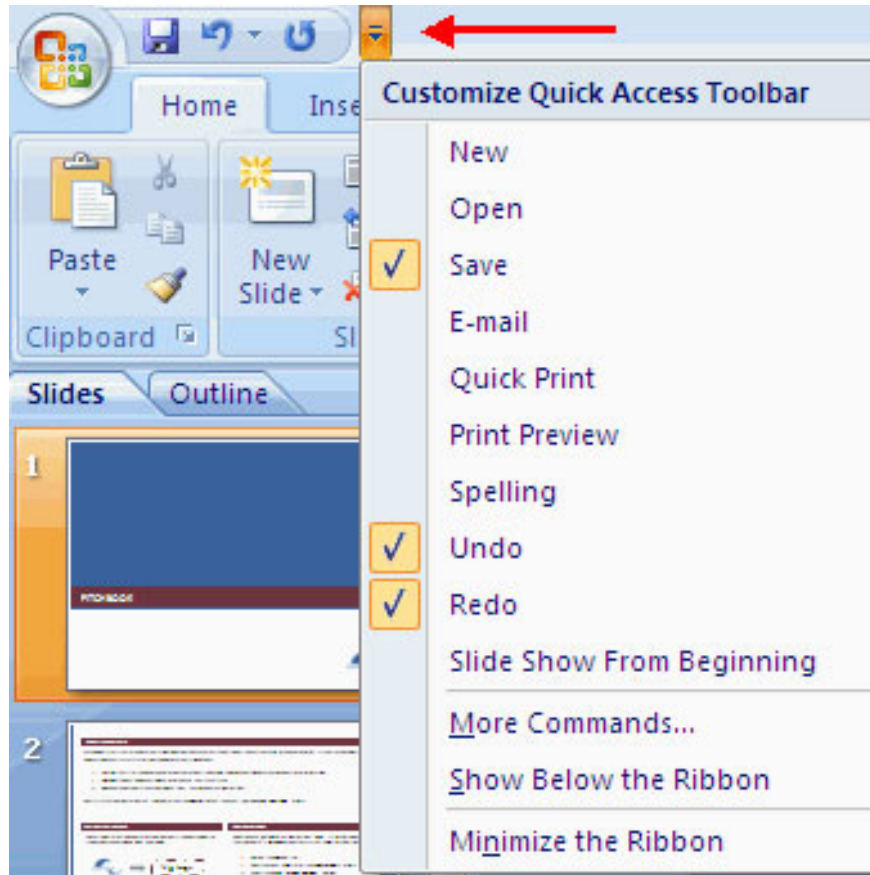 Home Inse
Customize Quick Access Toolbar
New
Open
Save
E-mail
Quick Print
Print Preview
Spelling
Undo
Redo
Slide Show From Beginning
More Commands...
Show Below the Ribbon
Minimize the Ribbon
Paste
New
Slide
Clipboard Sl
Slides Outline
1
PITCHBOOK
2